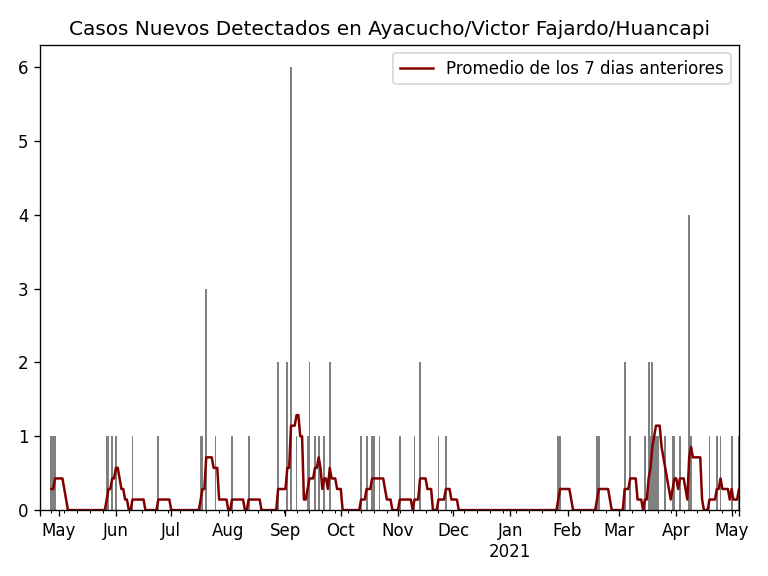 Casos Nuevos Detectados en Ayacucho/Victor Fajardo/Huancapi
Promedio de los 7 dias anteriores
6
5
4
3
2
1
0
May Jun Jul Aug Sep Oct Nov Dec Jan Feb Mar Apr May
2021